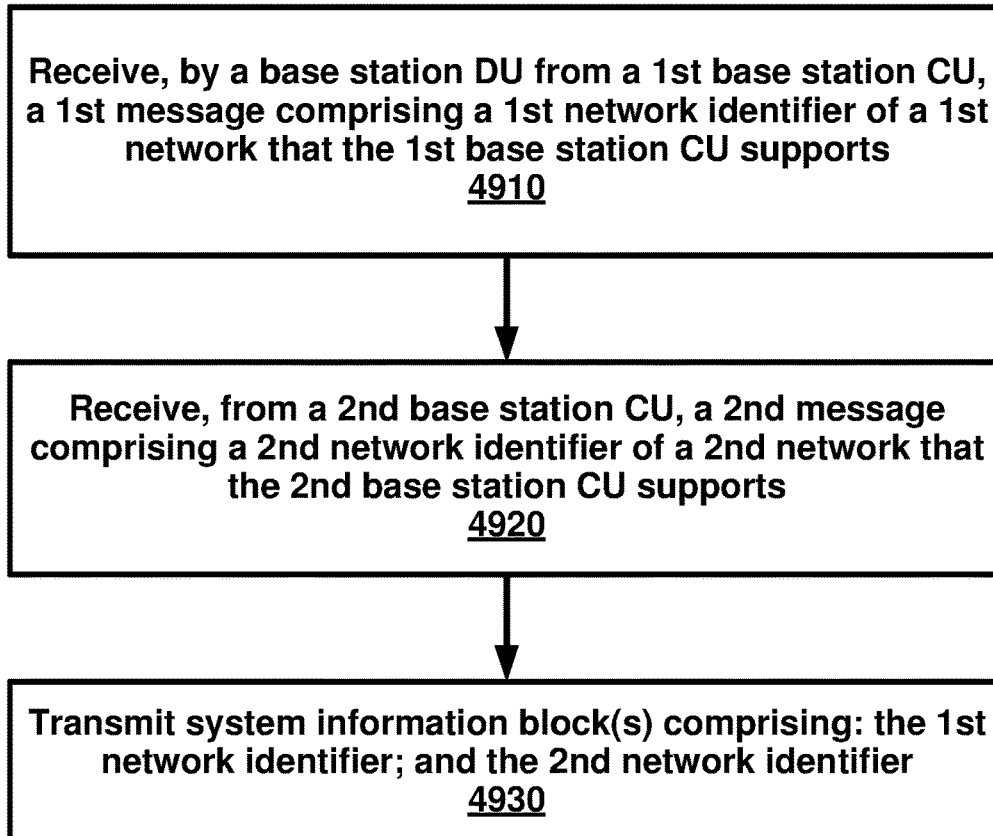 Receive, by a base station DU from a 1st base station CU,
a 1st message comprising a 1st network identifier of a 1st
network that the 1st base station CU supports
4910
Receive, from a 2nd base station CU, a 2nd message
comprising a 2nd network identifier of a 2nd network that
the 2nd base station CU supports
4920
Transmit system information block(s) comprising: the 1st
network identifier; and the 2nd network identifier
4930